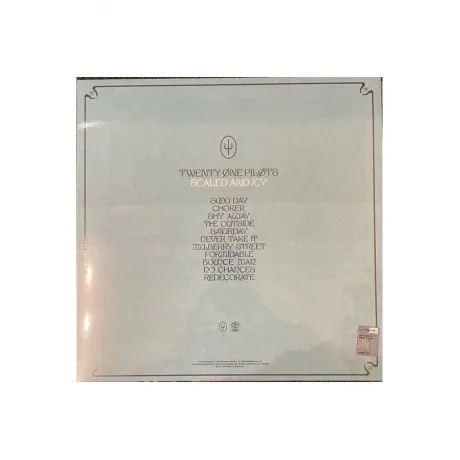 TWENTY ØNE PILØTS
SCALED AND ICY
GOOD DAY
CHOKER
SHY AWAY
THE OUTSIDE
SATURDAY
NEVER TAKE IT
MULBERRY STREET
FORMIDABLE
BOUNCE MAN
NO CHANCES
REDECORATE